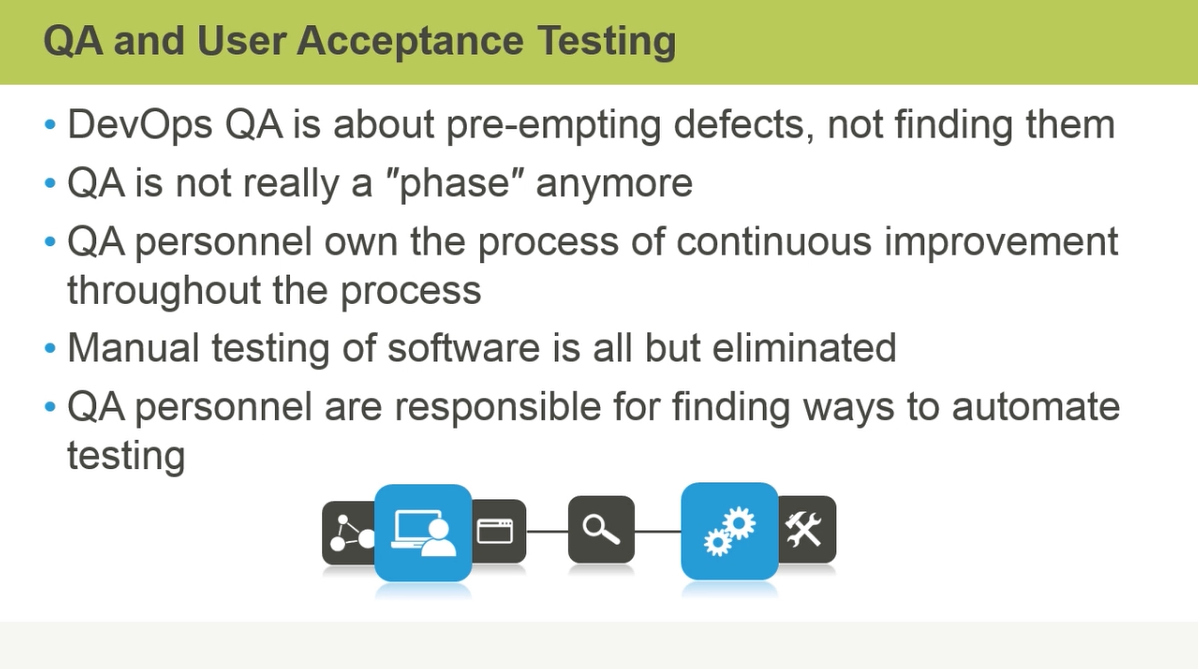 QA and User Acceptance Testing
• DevOps QA is about pre-empting defects, not finding them
• QA is not really a "phase" anymore
• QA personnel own the process of continuous improvement
throughout the process
• Manual testing of software is all but eliminated
• QA personnel are responsible for finding ways to automate
testing